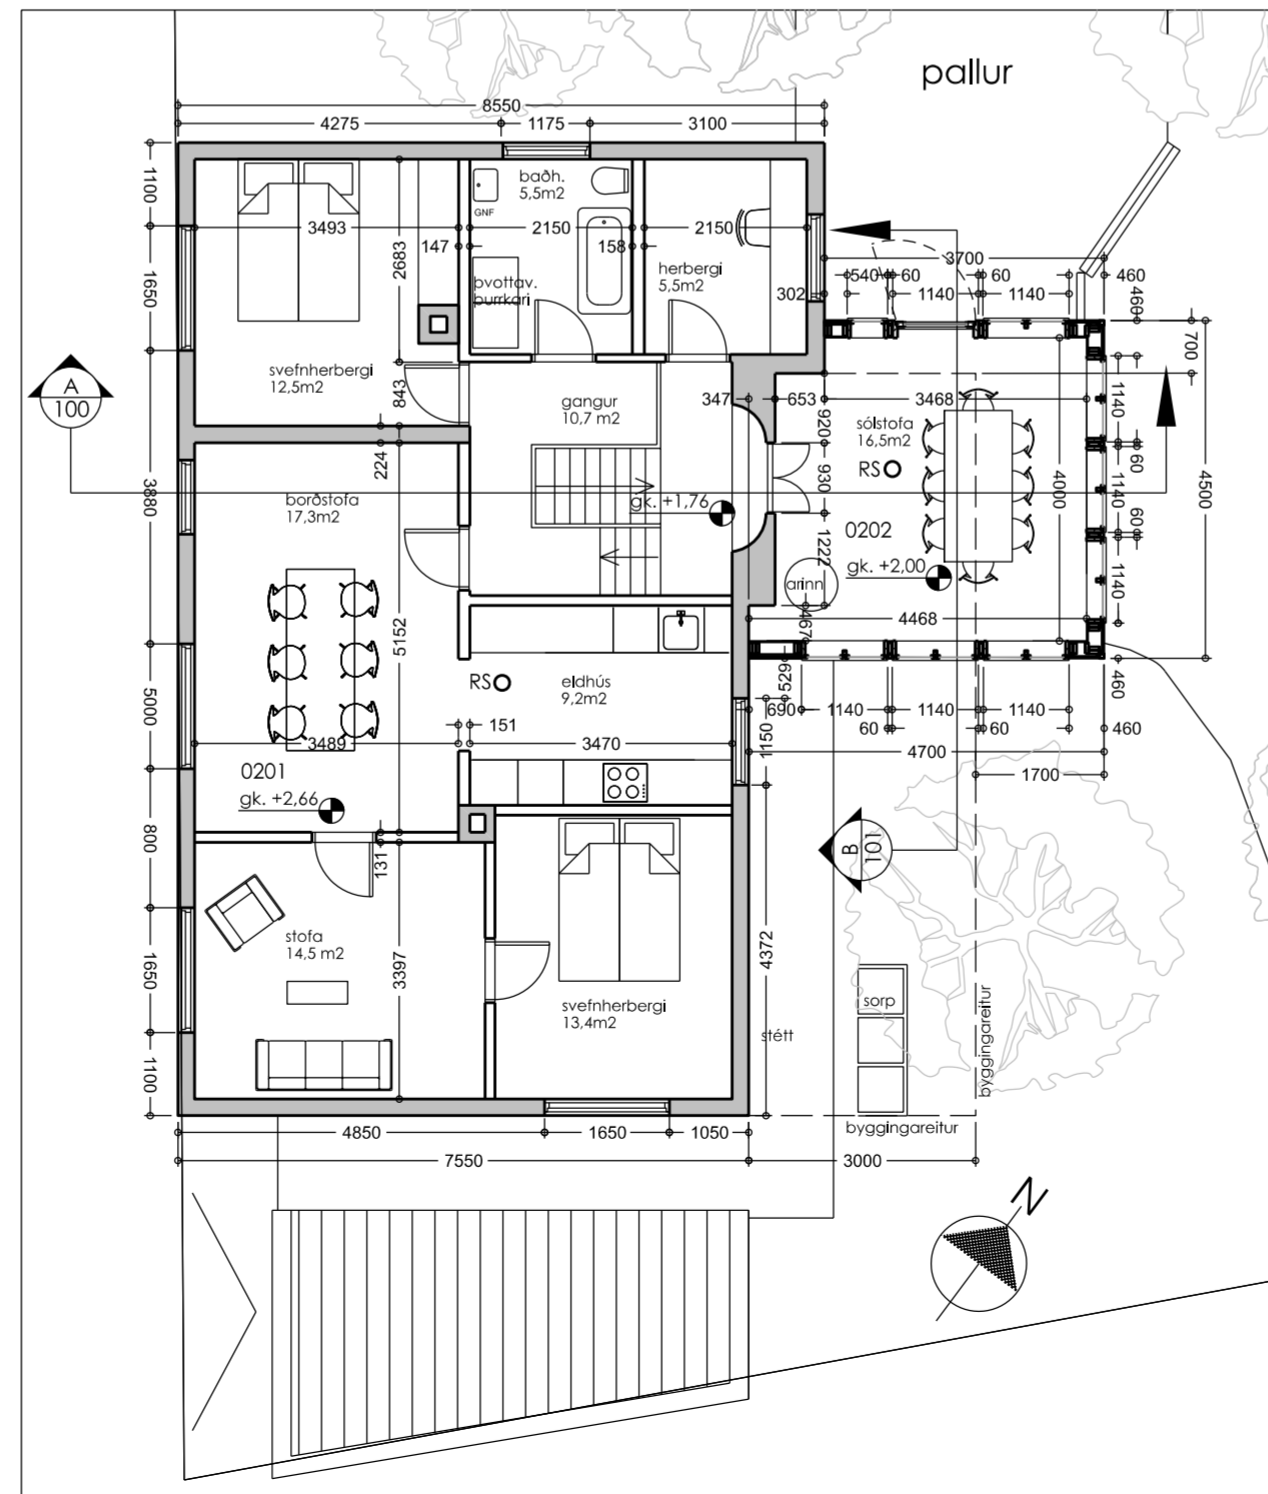 pallur
8550
4275
1175
3100
1100
1650
3880
5000
800
1650
1100
baðh.
5,5m2
GNF
3493
147
2150
158
2150
2683
þvottav.
þurrkari
herbergi
5,5m2
302
3700
540
60
60
460
1140
1140
460
700
svefnherbergi
12,5m2
843
A
100
gangur
10,7 m2
347
653
3468
920
sólstofa
16,5m2
RS
1140
60
1140
60
1140
4000
4500
224
borðstofa
17,3m2
gk. +1,76
930
0202
gk. +2,00
1222
arinn
467
4468
5152
RS
eldhús
9,2m2
529
460
690
1140
1140
1140
60
60
460
151
3489
3470
1150
4700
1700
0201
gk. +2,66
131
B
101
stofa
14,5 m2
3397
svefnherbergi
13,4m2
4372
sorp
stétt
byggingareitur
byggingareitur
4850
1650
1050
7550
3000
N